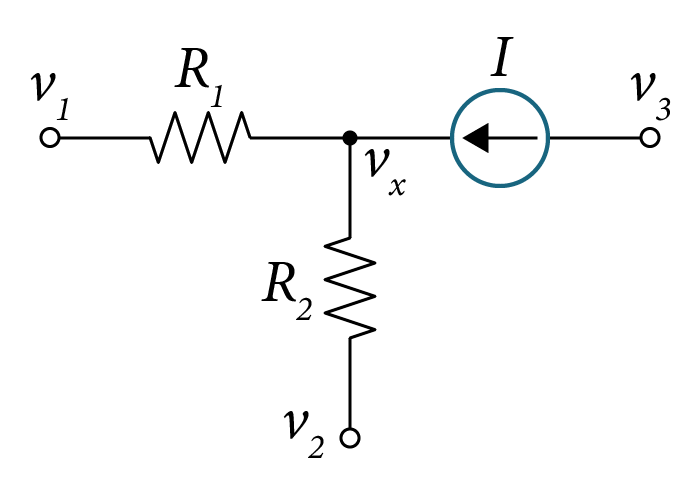 v₁
R₁
I
v₃
vₓ
R₂
v₂